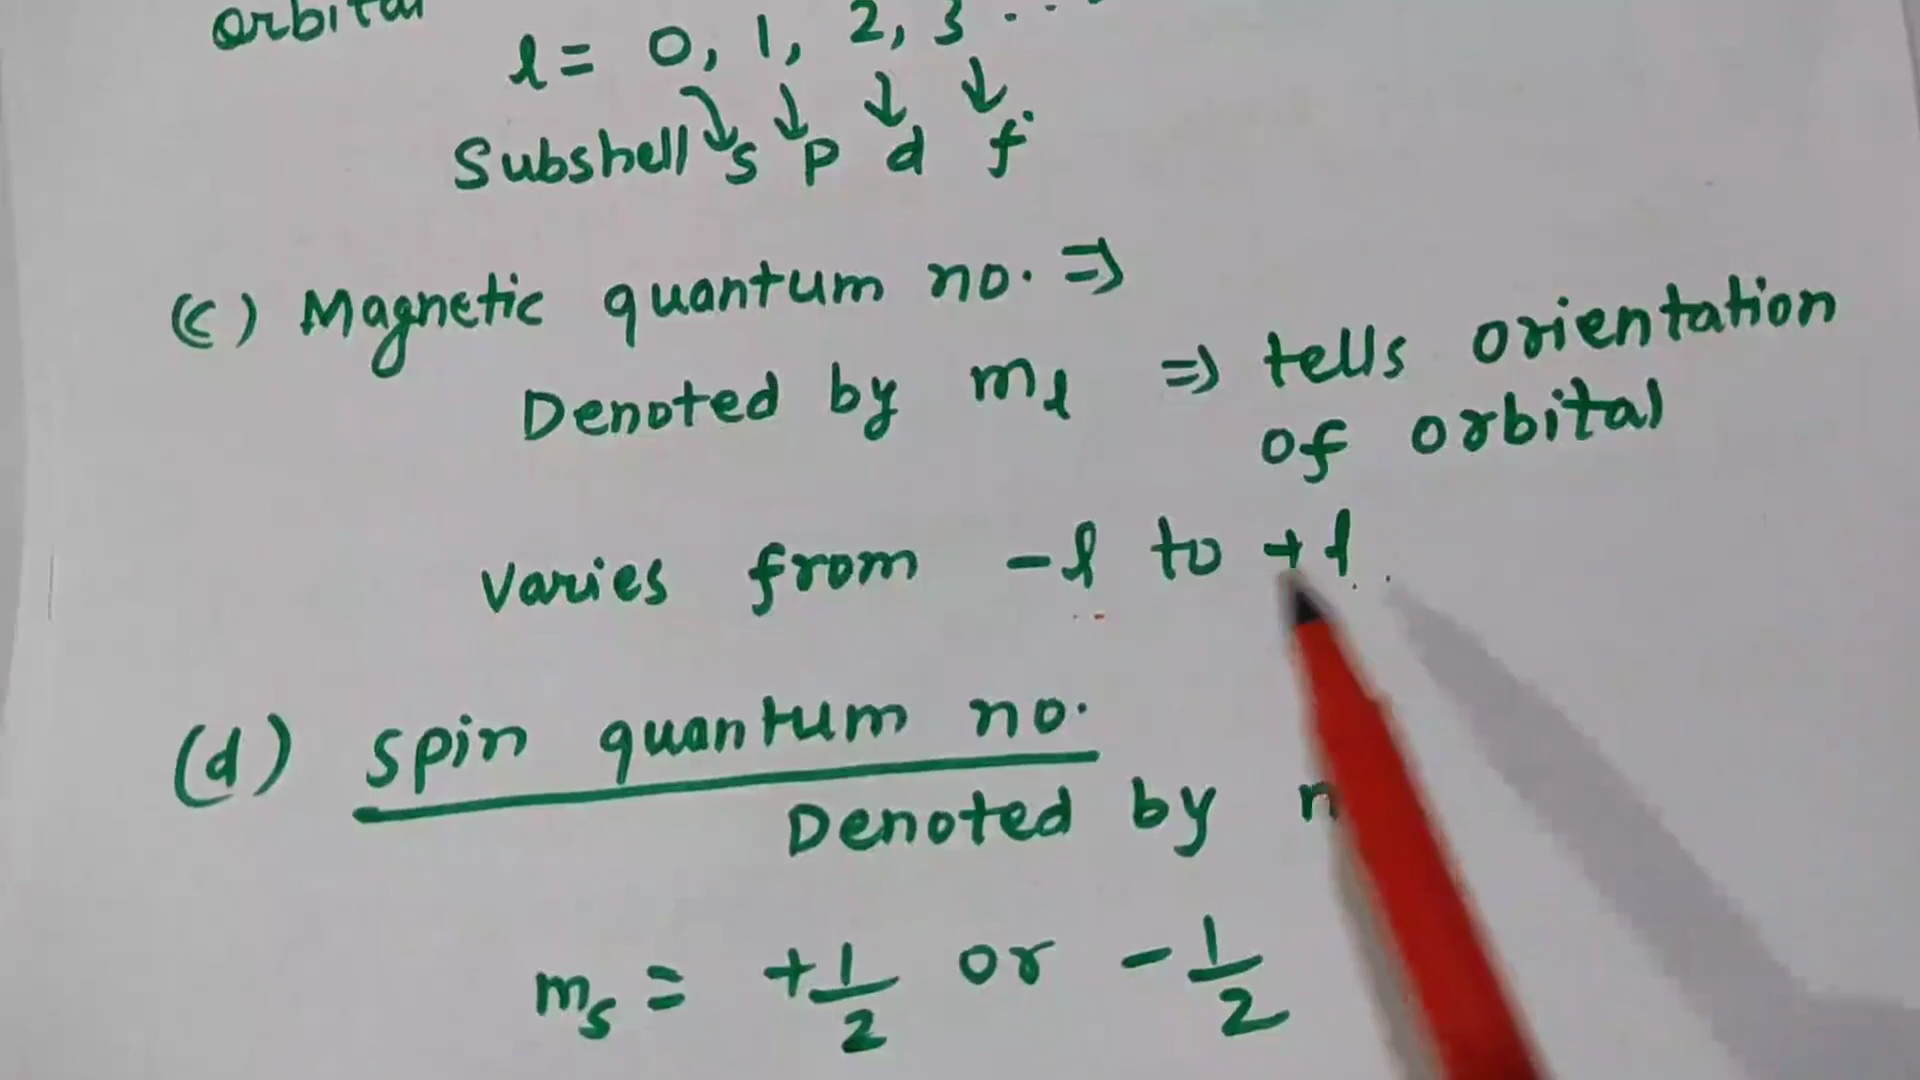 orbital
l = 0, 1, 2, 3 ...
↓ ↓ ↓ ↓
Subshell s p d f
(c) Magnetic quantum no. ⇒
Denoted by ml ⇒ tells orientation
of orbital
Varies from -l to +l
(d) spin quantum no.
Denoted by
ms = +1/2 or -1/2